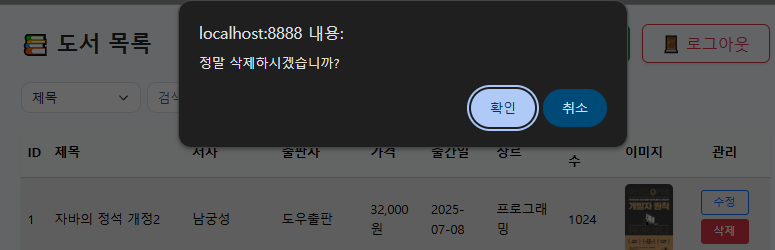 localhost:8888 내용:
정말 삭제하시겠습니까?
확인 취소
도서 목록
로그아웃
제목
검색
ID 제목 저자 출판사 가격 출간일 장르
수 이미지 관리
1 자바의 정석 개정2 남궁성 도우출판 32,000
원 2025-
07-08 프로그래
밍 1024 개발자 원칙 수정
삭제